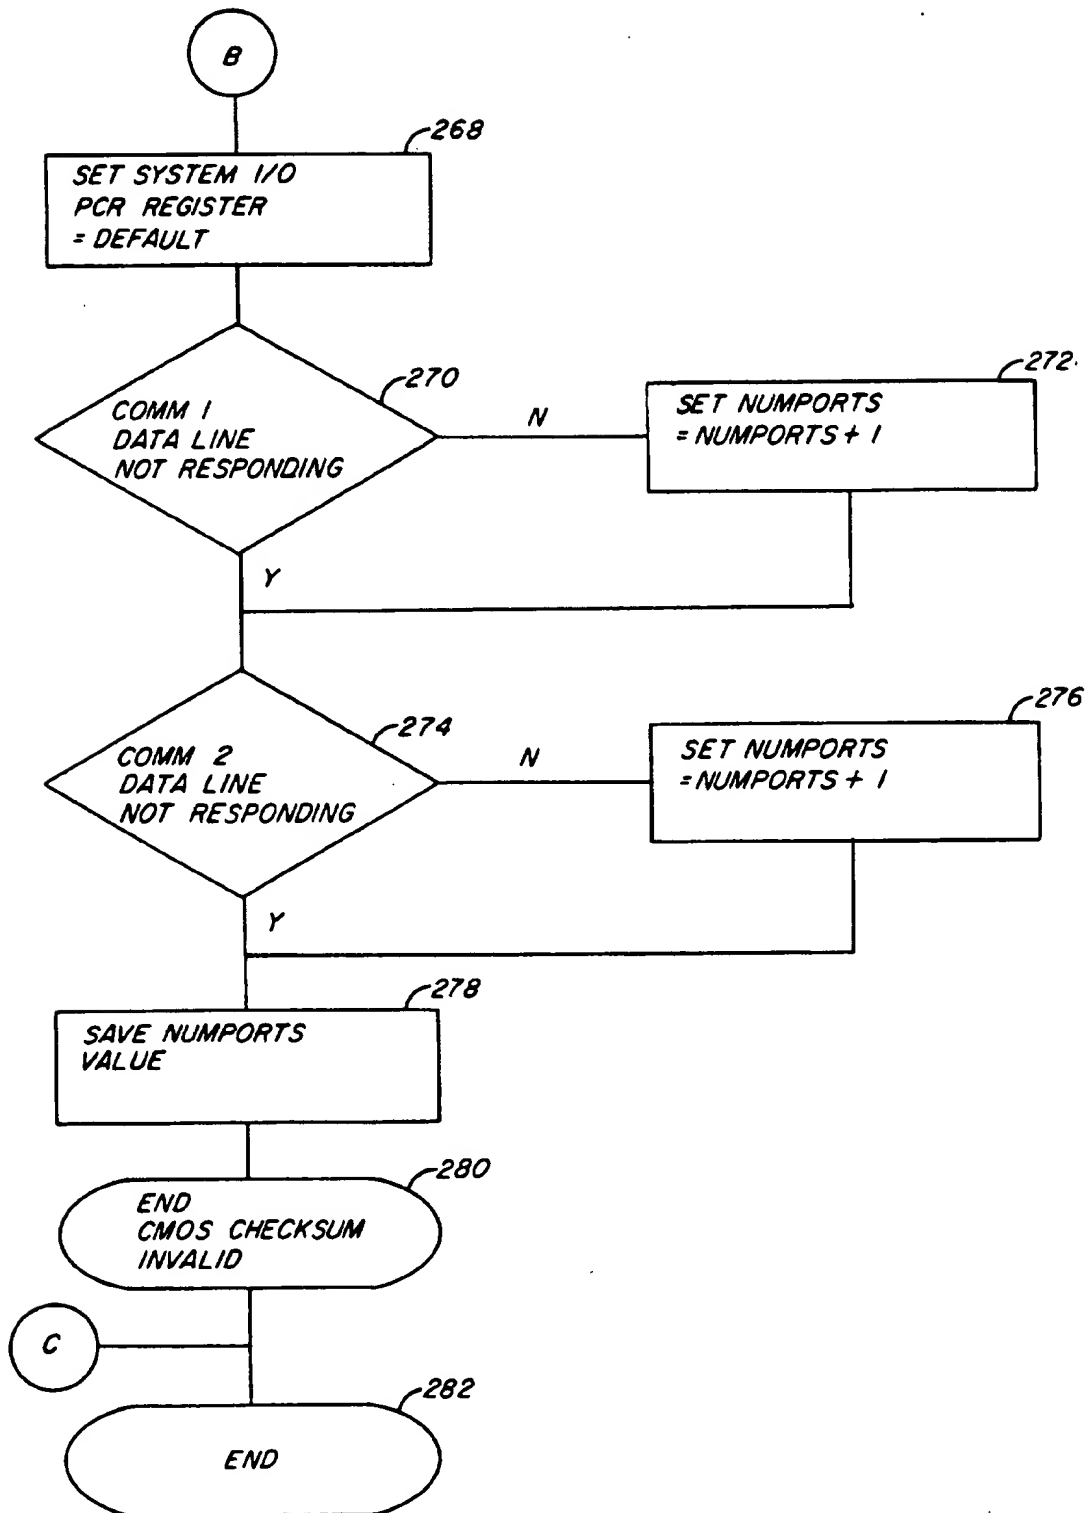 B
268
SET SYSTEM I/O
PCR REGISTER
= DEFAULT
270
COMM 1
DATA LINE
NOT RESPONDING
N
272
SET NUMPORTS
= NUMPORTS + 1
Y
274
COMM 2
DATA LINE
NOT RESPONDING
N
276
SET NUMPORTS
= NUMPORTS + 1
Y
278
SAVE NUMPORTS
VALUE
280
END
CMOS CHECKSUM
INVALID
C
282
END